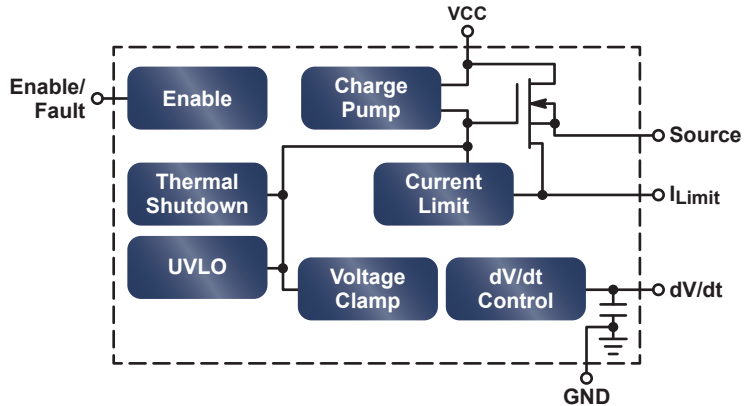 VCC
Enable/
Fault
Enable
Charge
Pump
Source
Thermal
Shutdown
Current
Limit
ILimit
UVLO
Voltage
Clamp
dV/dt
Control
dV/dt
GND